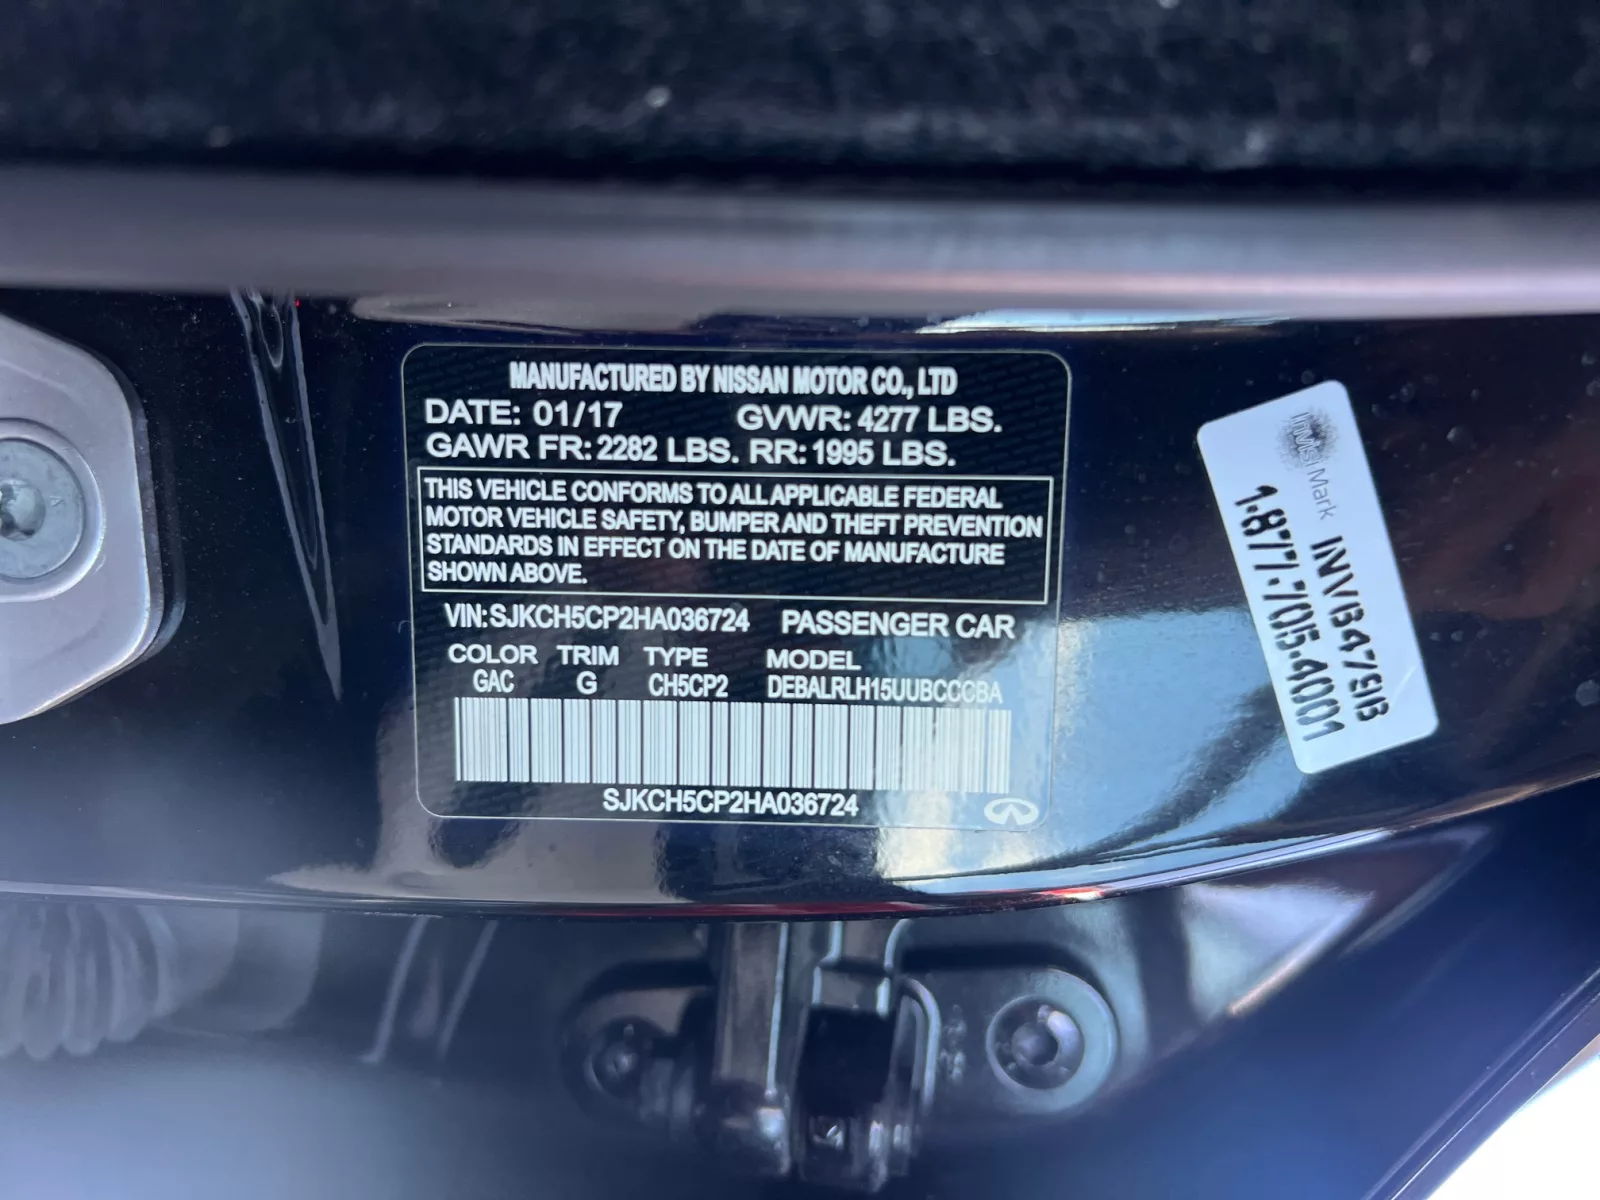 MANUFACTURED BY NISSAN MOTOR CO., LTD
DATE: 01/17 GVWR: 4277 LBS.
GAWR FR: 2282 LBS. RR: 1995 LBS.
THIS VEHICLE CONFORMS TO ALL APPLICABLE FEDERAL
MOTOR VEHICLE SAFETY, BUMPER AND THEFT PREVENTION
STANDARDS IN EFFECT ON THE DATE OF MANUFACTURE
SHOWN ABOVE.
VIN: SJKCH5CP2HA036724 PASSENGER CAR
COLOR TRIM TYPE MODEL
GAC G CH5CP2 DEBALRLH15UUBCCCBA
SJKCH5CP2HA036724
InvisiMark
1-877-705-4001